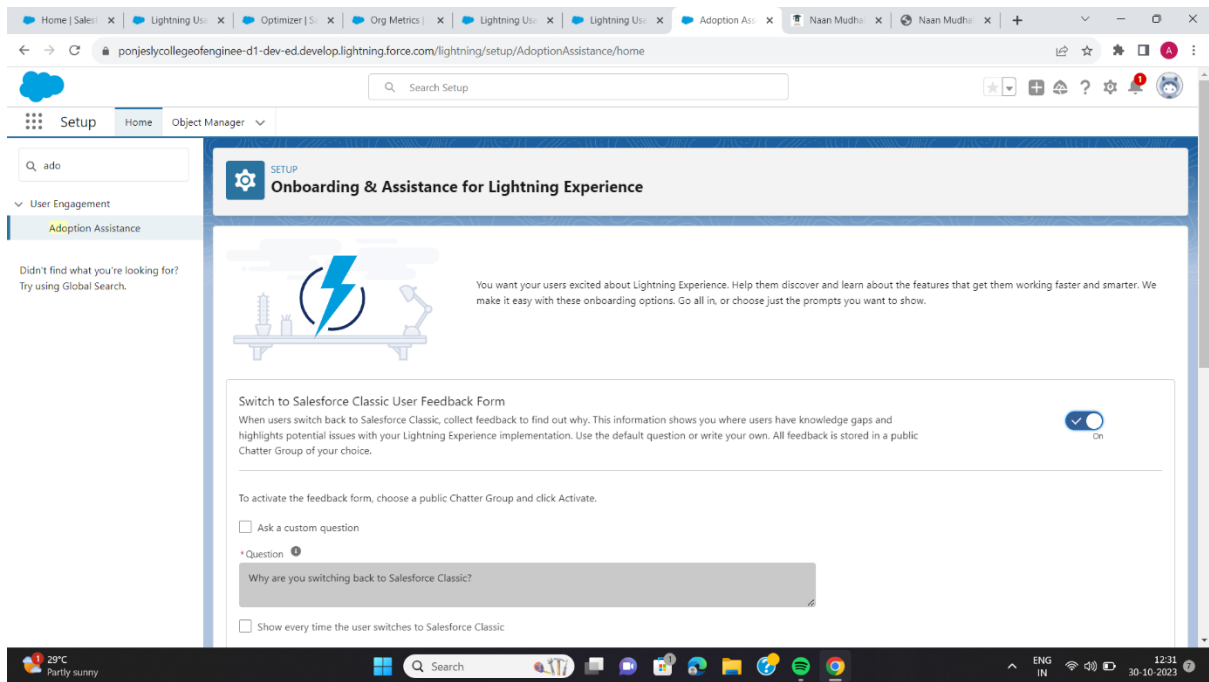 Home | Salesf
Lightning Usa
Optimizer | Sa
Org Metrics |
Lightning Usa
Lightning Usa
Adoption Assi
Naan Mudha
Naan Mudha
ponjeslycollegeofenginee-d1-dev-ed.develop.lightning.force.com/lightning/setup/AdoptionAssistance/home
A
Search Setup
1
Setup
Home
Object Manager
ado
User Engagement
Adoption Assistance
Didn't find what you're looking for?
Try using Global Search.
SETUP
Onboarding & Assistance for Lightning Experience
You want your users excited about Lightning Experience. Help them discover and learn about the features that get them working faster and smarter. We
make it easy with these onboarding options. Go all in, or choose just the prompts you want to show.
Switch to Salesforce Classic User Feedback Form
When users switch back to Salesforce Classic, collect feedback to find out why. This information shows you where users have knowledge gaps and
highlights potential issues with your Lightning Experience implementation. Use the default question or write your own. All feedback is stored in a public
Chatter Group of your choice.
On
To activate the feedback form, choose a public Chatter Group and click Activate.
Ask a custom question
*Question
Why are you switching back to Salesforce Classic?
Show every time the user switches to Salesforce Classic
1
29°C
Partly sunny
Search
ENG
IN
12:31
30-10-2023